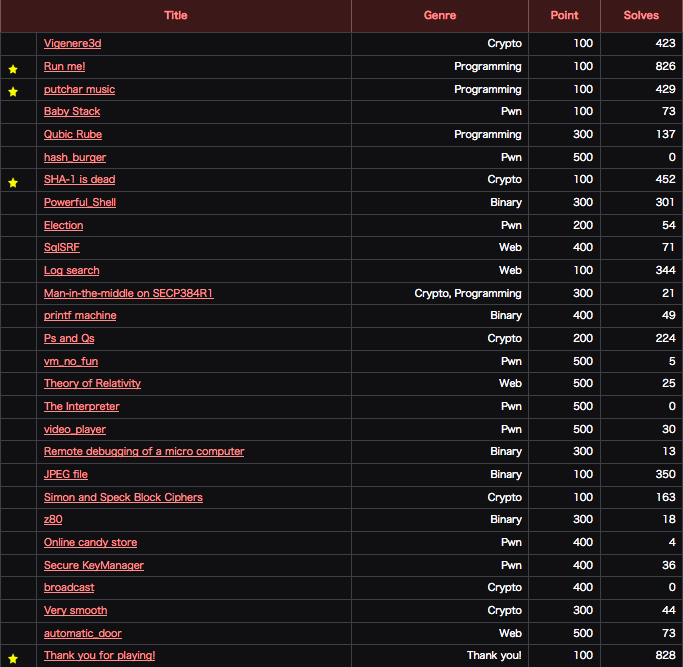 Title Genre Point Solves
Vigenere3d Crypto 100 423
Run me! Programming 100 826
putchar music Programming 100 429
Baby Stack Pwn 100 73
Qubic Rube Programming 300 137
hash_burger Pwn 500 0
SHA-1 is dead Crypto 100 452
Powerful_Shell Binary 300 301
Election Pwn 200 54
SqlSRF Web 400 71
Log search Web 100 344
Man-in-the-middle on SECP384R1 Crypto, Programming 300 21
printf machine Binary 400 49
Ps and Qs Crypto 200 224
vm_no_fun Pwn 500 5
Theory of Relativity Web 500 25
The Interpreter Pwn 500 0
video_player Pwn 500 30
Remote debugging of a micro computer Binary 300 13
JPEG file Binary 100 350
Simon and Speck Block Ciphers Crypto 100 163
z80 Binary 300 18
Online candy store Pwn 400 4
Secure KeyManager Pwn 400 36
broadcast Crypto 400 0
Very smooth Crypto 300 44
automatic_door Web 500 73
Thank you for playing! Thank you! 100 828